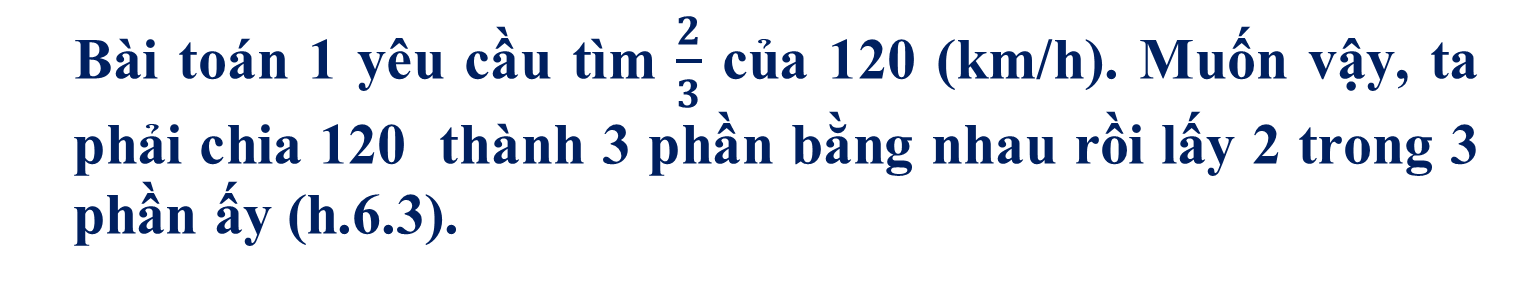 Bài toán 1 yêu cầu tìm 2/3 của 120 (km/h). Muốn vậy, ta
phải chia 120 thành 3 phần bằng nhau rồi lấy 2 trong 3
phần ấy (h.6.3).